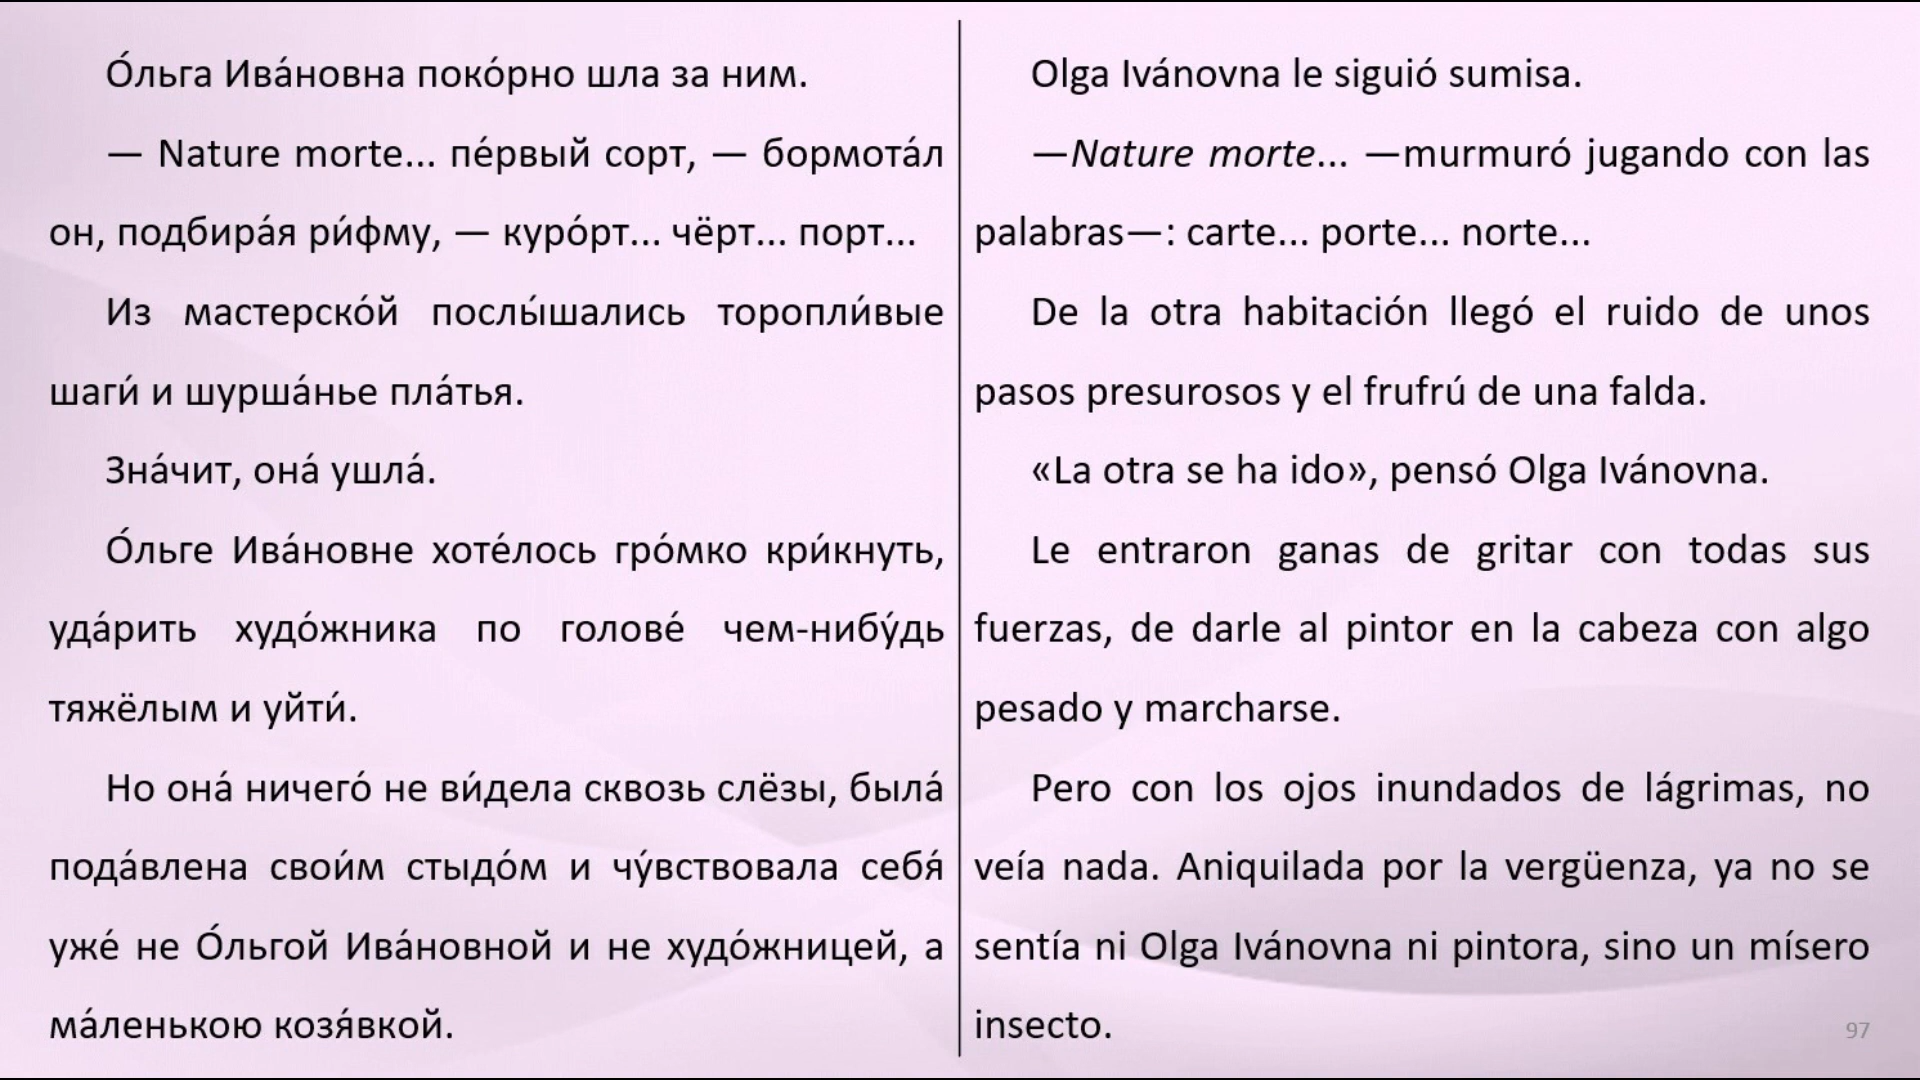 О́льга Ива́новна поко́рно шла за ним.
— Nature morte... пе́рвый сорт, — бормота́л
он, подбира́я ри́фму, — куро́рт... чёрт... порт...
Из мастерско́й послы́шались торопли́вые
шаги́ и шурша́нье пла́тья.
Зна́чит, она́ ушла́.
О́льге Ива́новне хоте́лось гро́мко кри́кнуть,
уда́рить худо́жника по голове́ чем-нибу́дь
тяжёлым и уйти́.
Но она́ ничего́ не ви́дела сквозь слёзы, была́
пода́влена свои́м стыдо́м и чу́вствовала себя́
уже́ не О́льгой Ива́новной и не худо́жницей, а
ма́ленькою козя́вкой.
Olga Ivánovna le siguió sumisa.
—Nature morte... —murmuró jugando con las
palabras—: carte... porte... norte...
De la otra habitación llegó el ruido de unos
pasos presurosos y el frufrú de una falda.
«La otra se ha ido», pensó Olga Ivánovna.
Le entraron ganas de gritar con todas sus
fuerzas, de darle al pintor en la cabeza con algo
pesado y marcharse.
Pero con los ojos inundados de lágrimas, no
veía nada. Aniquilada por la vergüenza, ya no se
sentía ni Olga Ivánovna ni pintora, sino un mísero
insecto.
97